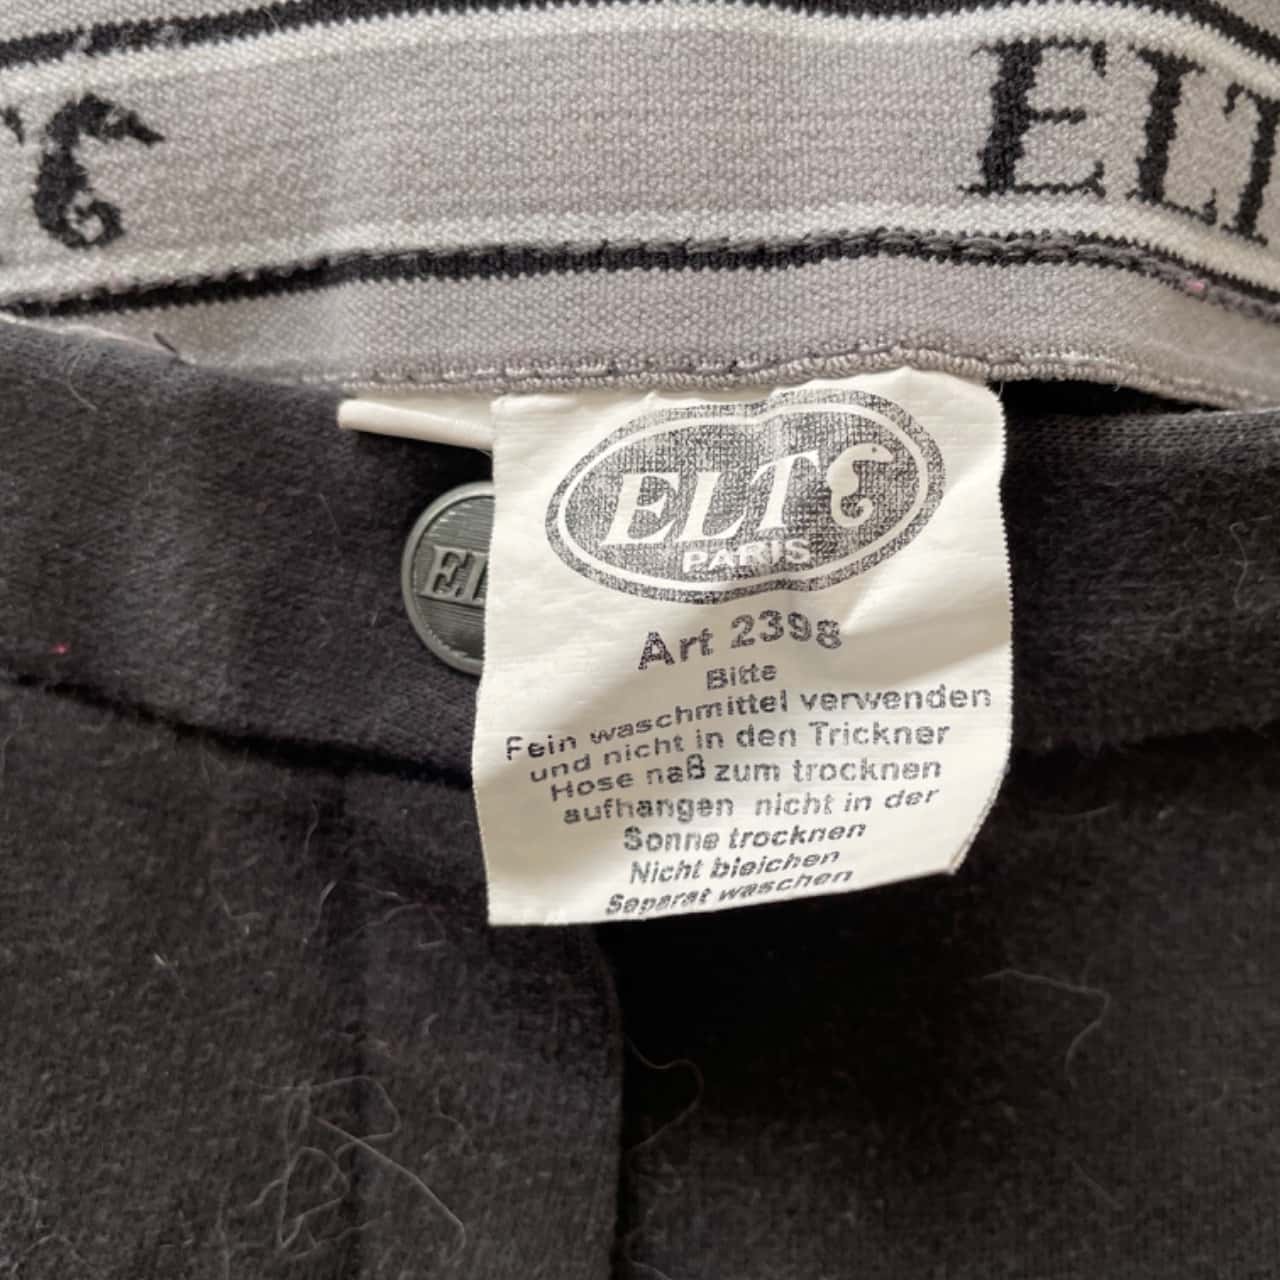 ELT
ELT
PARIS
EL
Art 2398
Bitte
Fein waschmittel verwenden
und nicht in den Trickner
Hose naß zum trocknen
aufhangen nicht in der
Sonne trocknen
Nicht bleichen
Separat waschen